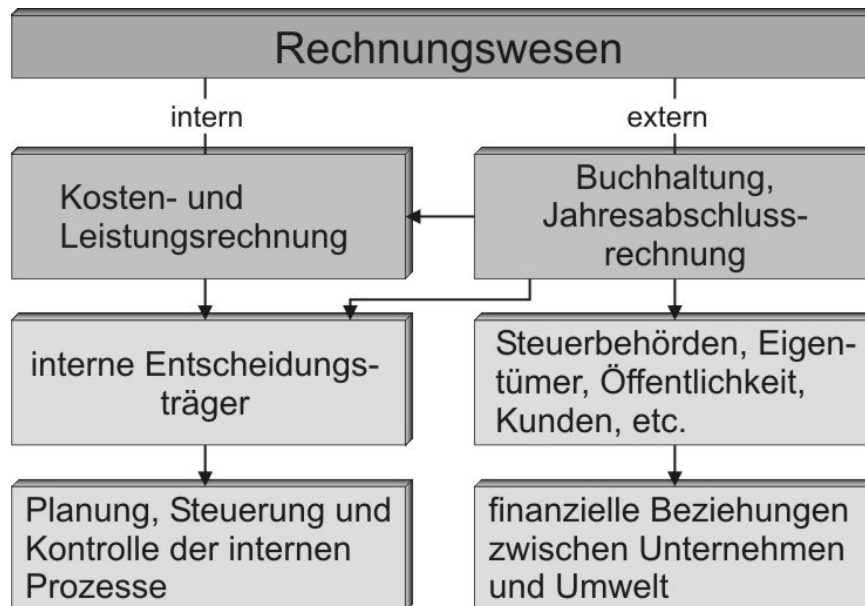 Rechnungswesen
intern
extern
Kosten- und
Leistungsrechnung
Buchhaltung,
Jahresabschluss-
rechnung
interne Entscheidungs-
träger
Steuerbehörden, Eigen-
tümer, Öffentlichkeit,
Kunden, etc.
Planung, Steuerung und
Kontrolle der internen
Prozesse
finanzielle Beziehungen
zwischen Unternehmen
und Umwelt